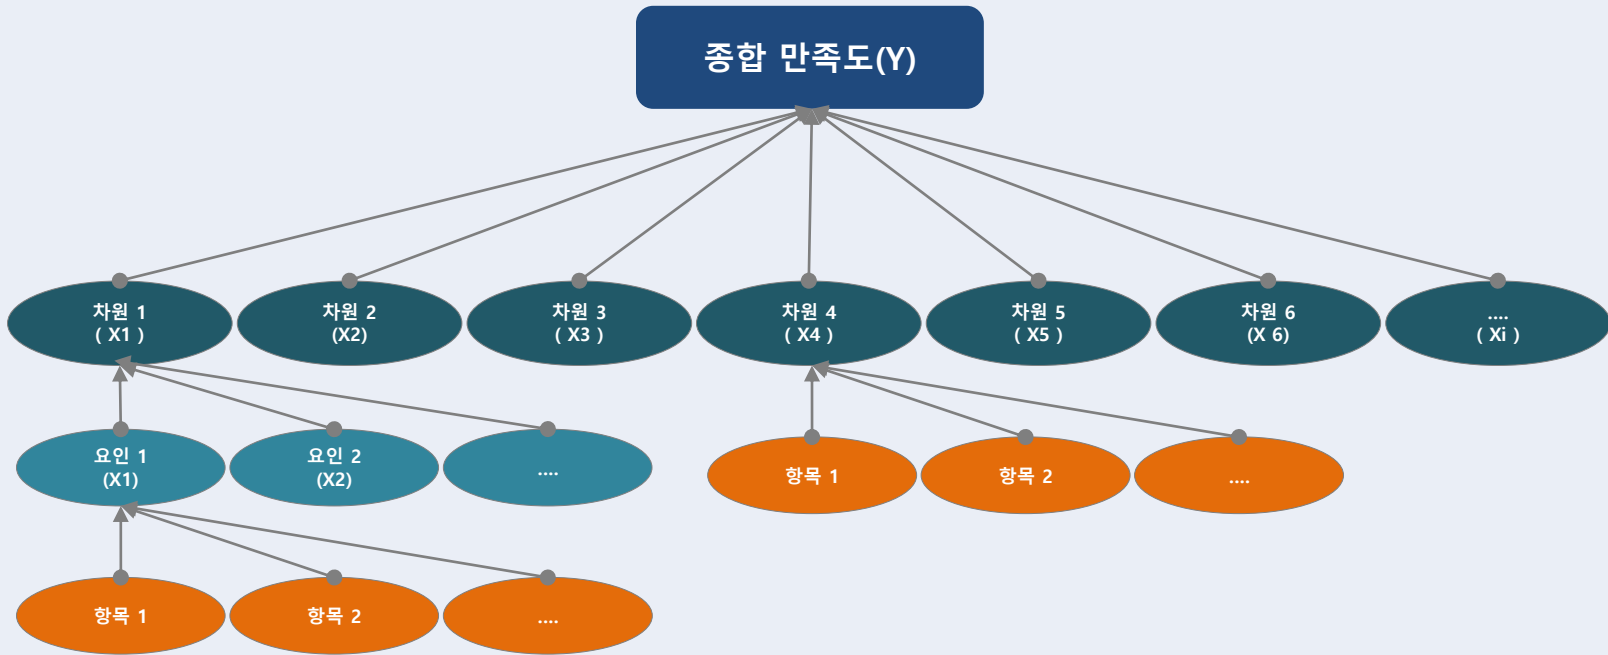 종합 만족도(Y)
차원 1
( X1 )
차원 2
(X2)
차원 3
( X3 )
차원 4
( X4 )
차원 5
( X5 )
차원 6
(X 6)
....
( Xi )
요인 1
(X1)
요인 2
(X2)
....
항목 1
항목 2
....
항목 1
항목 2
....